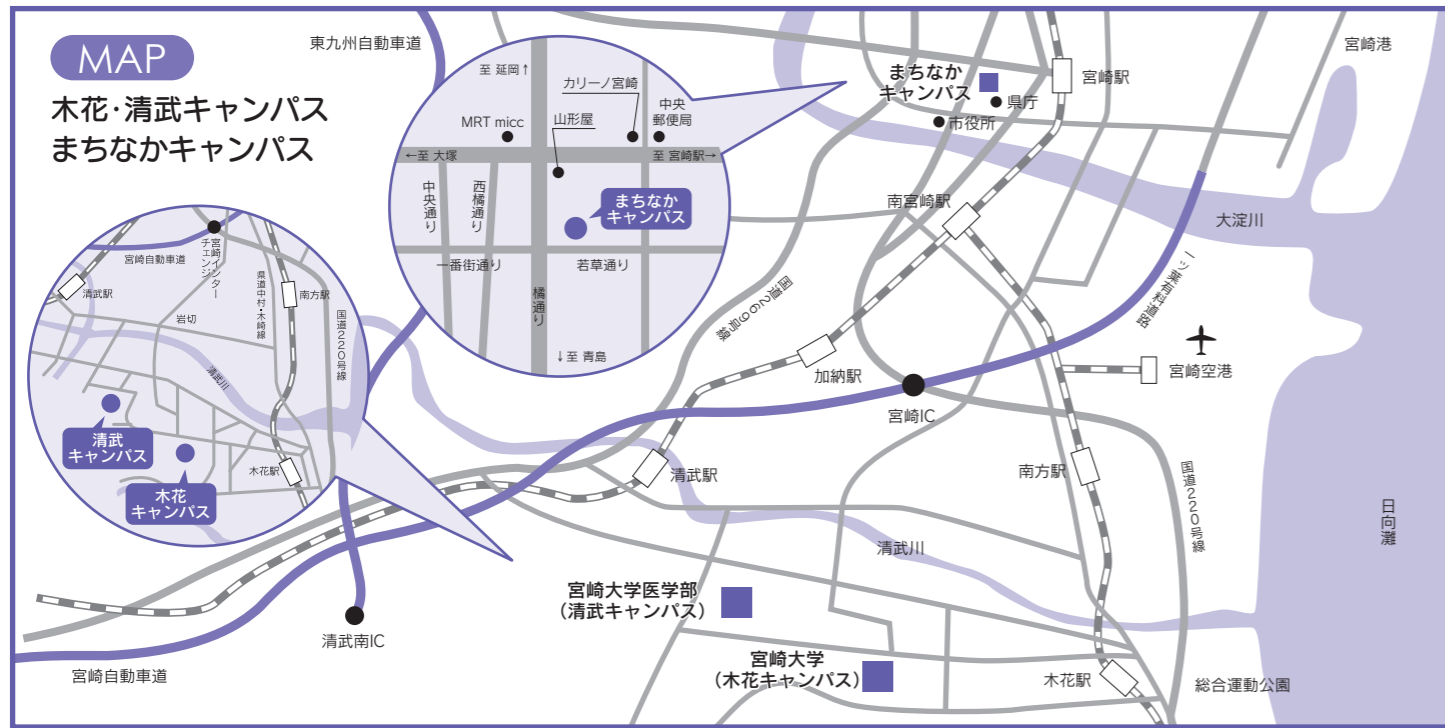 MAP
木花・清武キャンパス
まちなかキャンパス
東九州自動車道
至 延岡↑
カリーノ宮崎
MRT micc
山形屋
中央
郵便局
←至 大塚
至 宮崎駅→
中央通り
西橘通り
まちなか
キャンパス
一番街通り
若草通り
橘通り
↓至 青島
まちなか
キャンパス
県庁
市役所
宮崎駅
宮崎港
南宮崎駅
大淀川
一ッ葉有料道路
国道269号線
加納駅
宮崎IC
宮崎空港
宮崎自動車道
宮崎インター
チェンジ
清武駅
県道中村・木崎線
南方駅
岩切
国道220号線
清武川
清武
キャンパス
木花
キャンパス
木花駅
清武駅
南方駅
国道220号線
日向灘
清武川
宮崎大学医学部
(清武キャンパス)
清武南IC
宮崎大学
(木花キャンパス)
宮崎自動車道
木花駅
総合運動公園